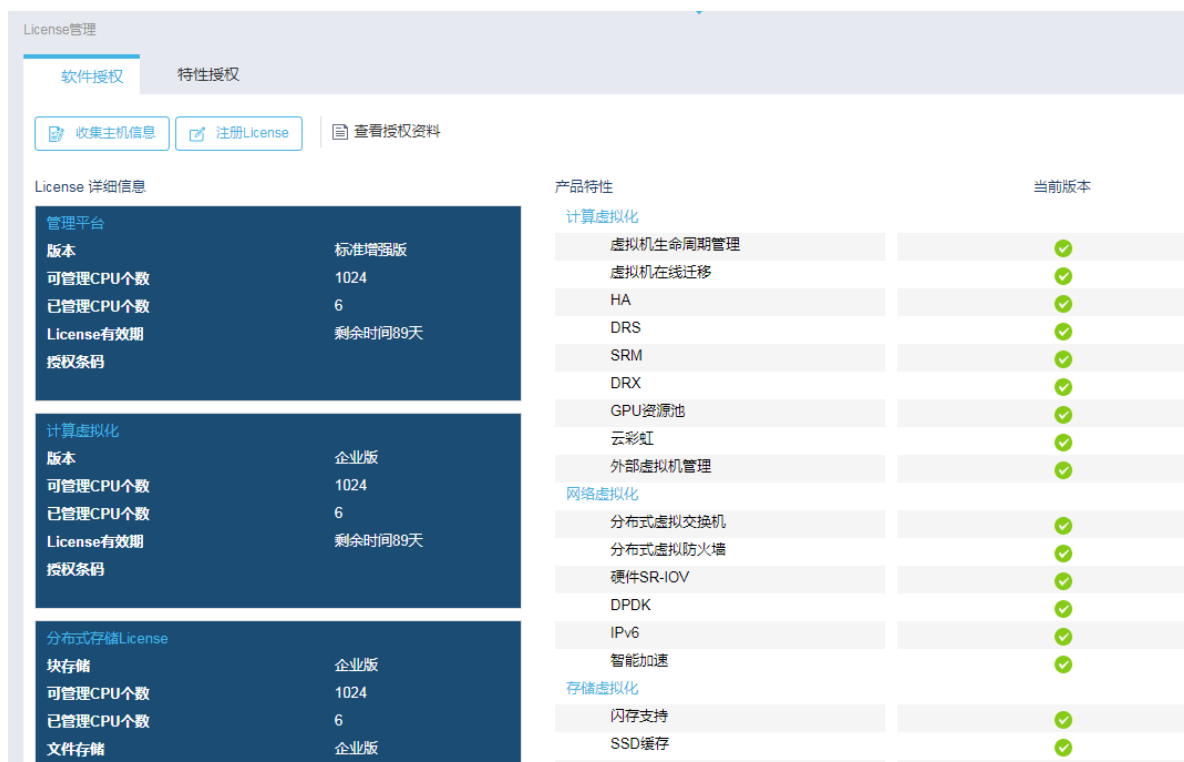 License管理
软件授权
特性授权
收集主机信息
注册License
查看授权资料
License 详细信息
管理平台
版本 标准增强版
可管理CPU个数 1024
已管理CPU个数 6
License有效期 剩余时间89天
授权条码
计算虚拟化
版本 企业版
可管理CPU个数 1024
已管理CPU个数 6
License有效期 剩余时间89天
授权条码
分布式存储License
块存储 企业版
可管理CPU个数 1024
已管理CPU个数 6
文件存储 企业版
产品特性 当前版本
计算虚拟化
虚拟机生命周期管理
虚拟机在线迁移
HA
DRS
SRM
DRX
GPU资源池
云彩虹
外部虚拟机管理
网络虚拟化
分布式虚拟交换机
分布式虚拟防火墙
硬件SR-IOV
DPDK
IPv6
智能加速
存储虚拟化
闪存支持
SSD缓存